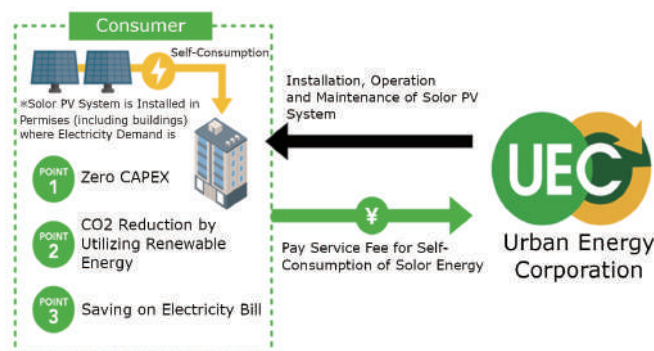 Consumer
Self-Consumption
※Solor PV System is Installed in
Permises (including buildings)
where Electricity Demand is
POINT
1
Zero CAPEX
POINT
2
CO2 Reduction by
Utilizing Renewable
Energy
POINT
3
Saving on Electricity Bill
Installation, Operation
and Maintenance of Solor PV
System
¥
Pay Service Fee for Self-
Consumption of Solor Energy
UEC
Urban Energy
Corporation